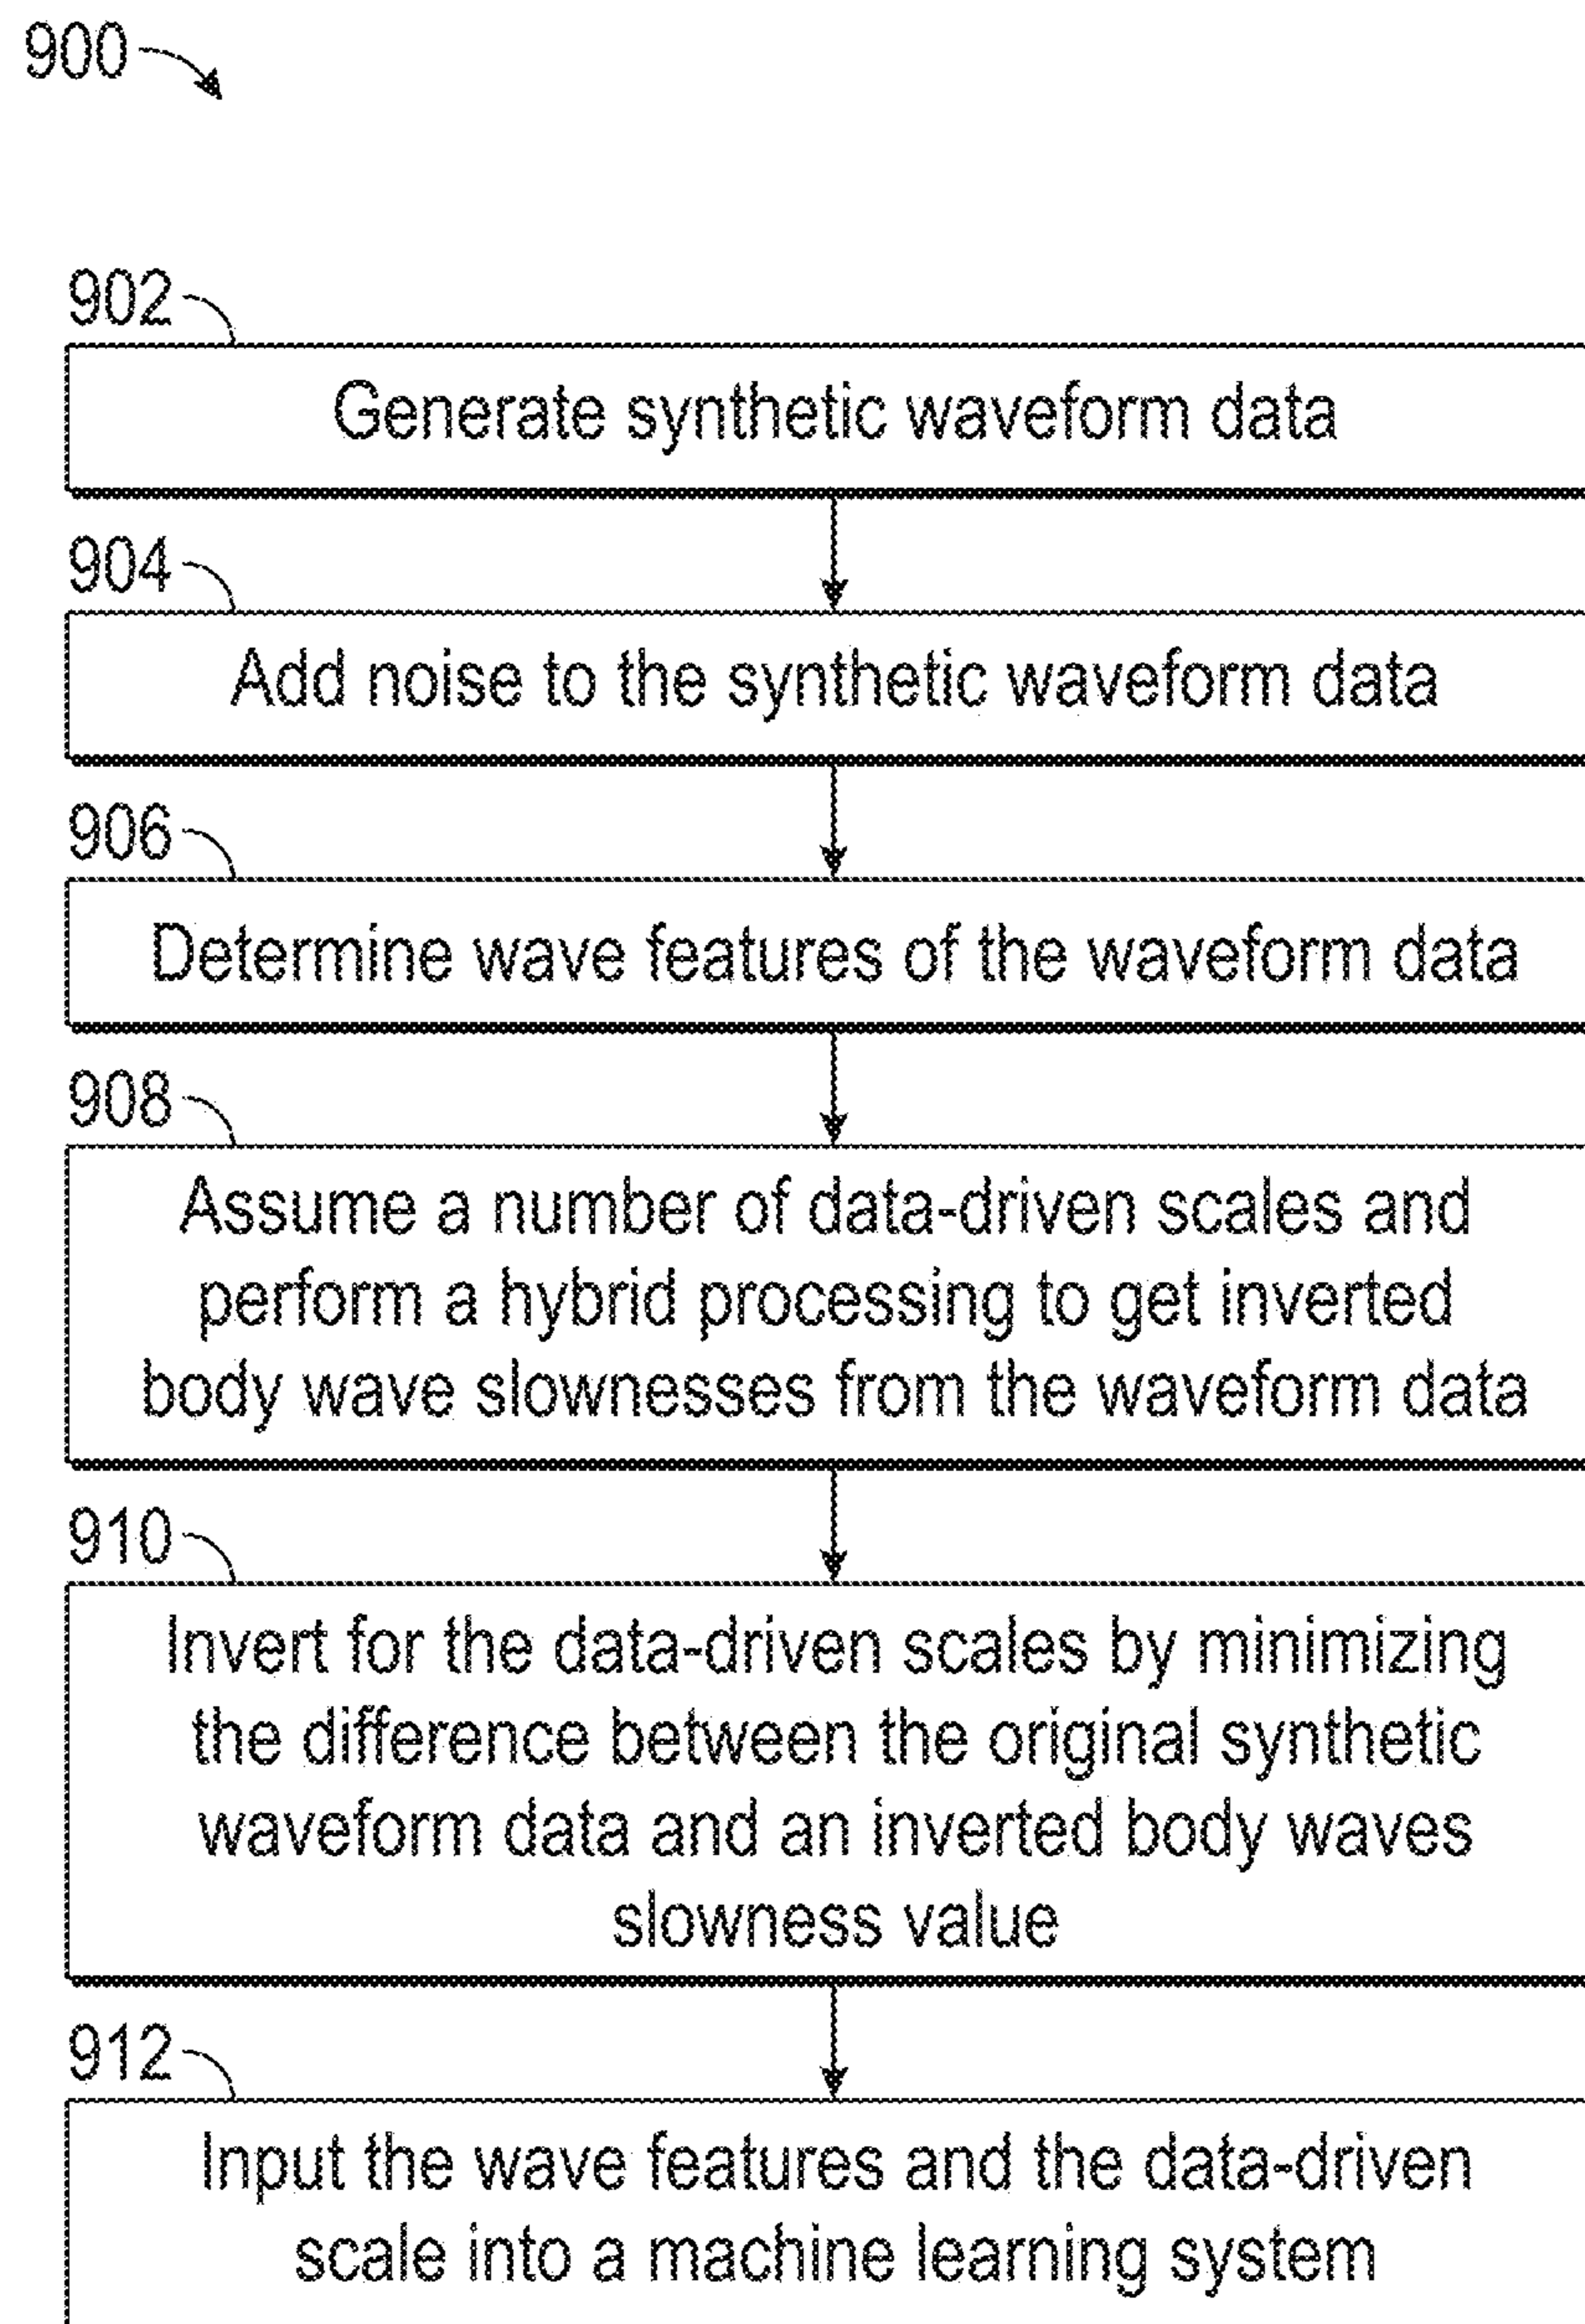 900
902
Generate synthetic waveform data
904
Add noise to the synthetic waveform data
906
Determine wave features of the waveform data
908
Assume a number of data-driven scales and
perform a hybrid processing to get inverted
body wave slownesses from the waveform data
910
Invert for the data-driven scales by minimizing
the difference between the original synthetic
waveform data and an inverted body waves
slowness value
912
Input the wave features and the data-driven
scale into a machine learning system